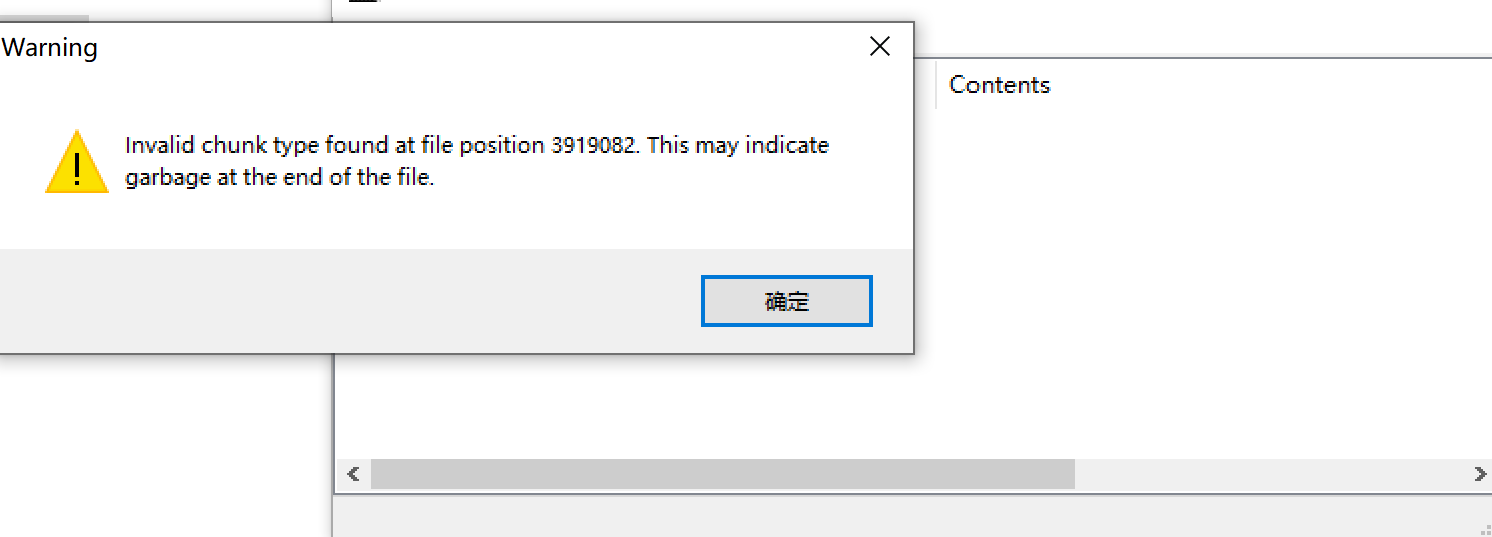 Warning
Contents
Invalid chunk type found at file position 3919082. This may indicate
garbage at the end of the file.
确定